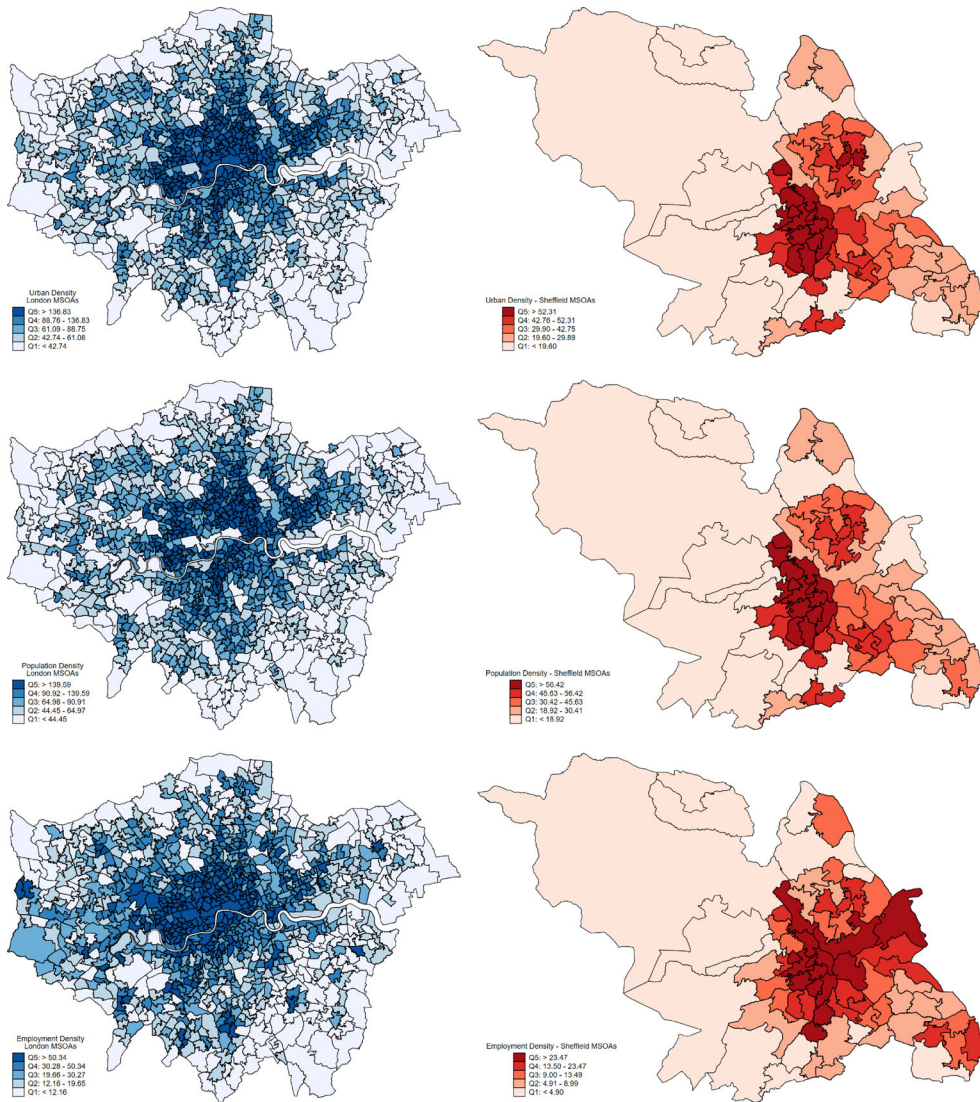 Urban Density
London MSOAs
Q5: > 136.83
Q4: 88.76 - 136.83
Q3: 61.09 - 88.75
Q2: 42.74 - 61.08
Q1: < 42.74
Urban Density - Sheffield MSOAs
Q5: > 52.31
Q4: 42.76 - 52.31
Q3: 29.90 - 42.75
Q2: 19.60 - 29.89
Q1: < 19.60
Population Density
London MSOAs
Q5: > 139.59
Q4: 90.92 - 139.59
Q3: 64.98 - 90.91
Q2: 44.45 - 64.97
Q1: < 44.45
Population Density - Sheffield MSOAs
Q5: > 56.42
Q4: 45.63 - 56.42
Q3: 30.42 - 45.63
Q2: 18.92 - 30.41
Q1: < 18.92
Employment Density
London MSOAs
Q5: > 50.34
Q4: 30.28 - 50.34
Q3: 19.66 - 30.27
Q2: 12.16 - 19.65
Q1: < 12.16
Employment Density - Sheffield MSOAs
Q5: > 23.47
Q4: 13.50 - 23.47
Q3: 9.00 - 13.49
Q2: 4.91 - 8.99
Q1: < 4.90